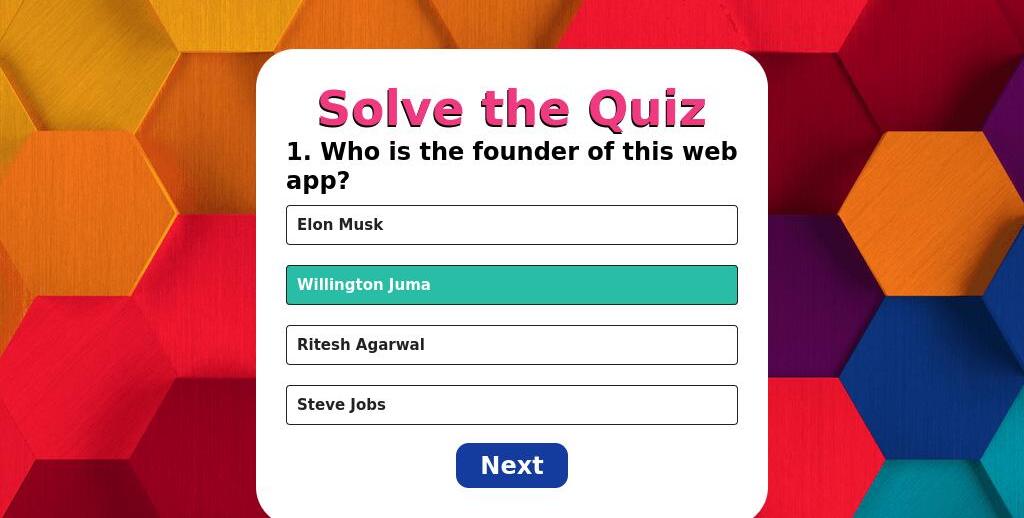 Solve the Quiz
1. Who is the founder of this web
app?
Elon Musk
Willington Juma
Ritesh Agarwal
Steve Jobs
Next